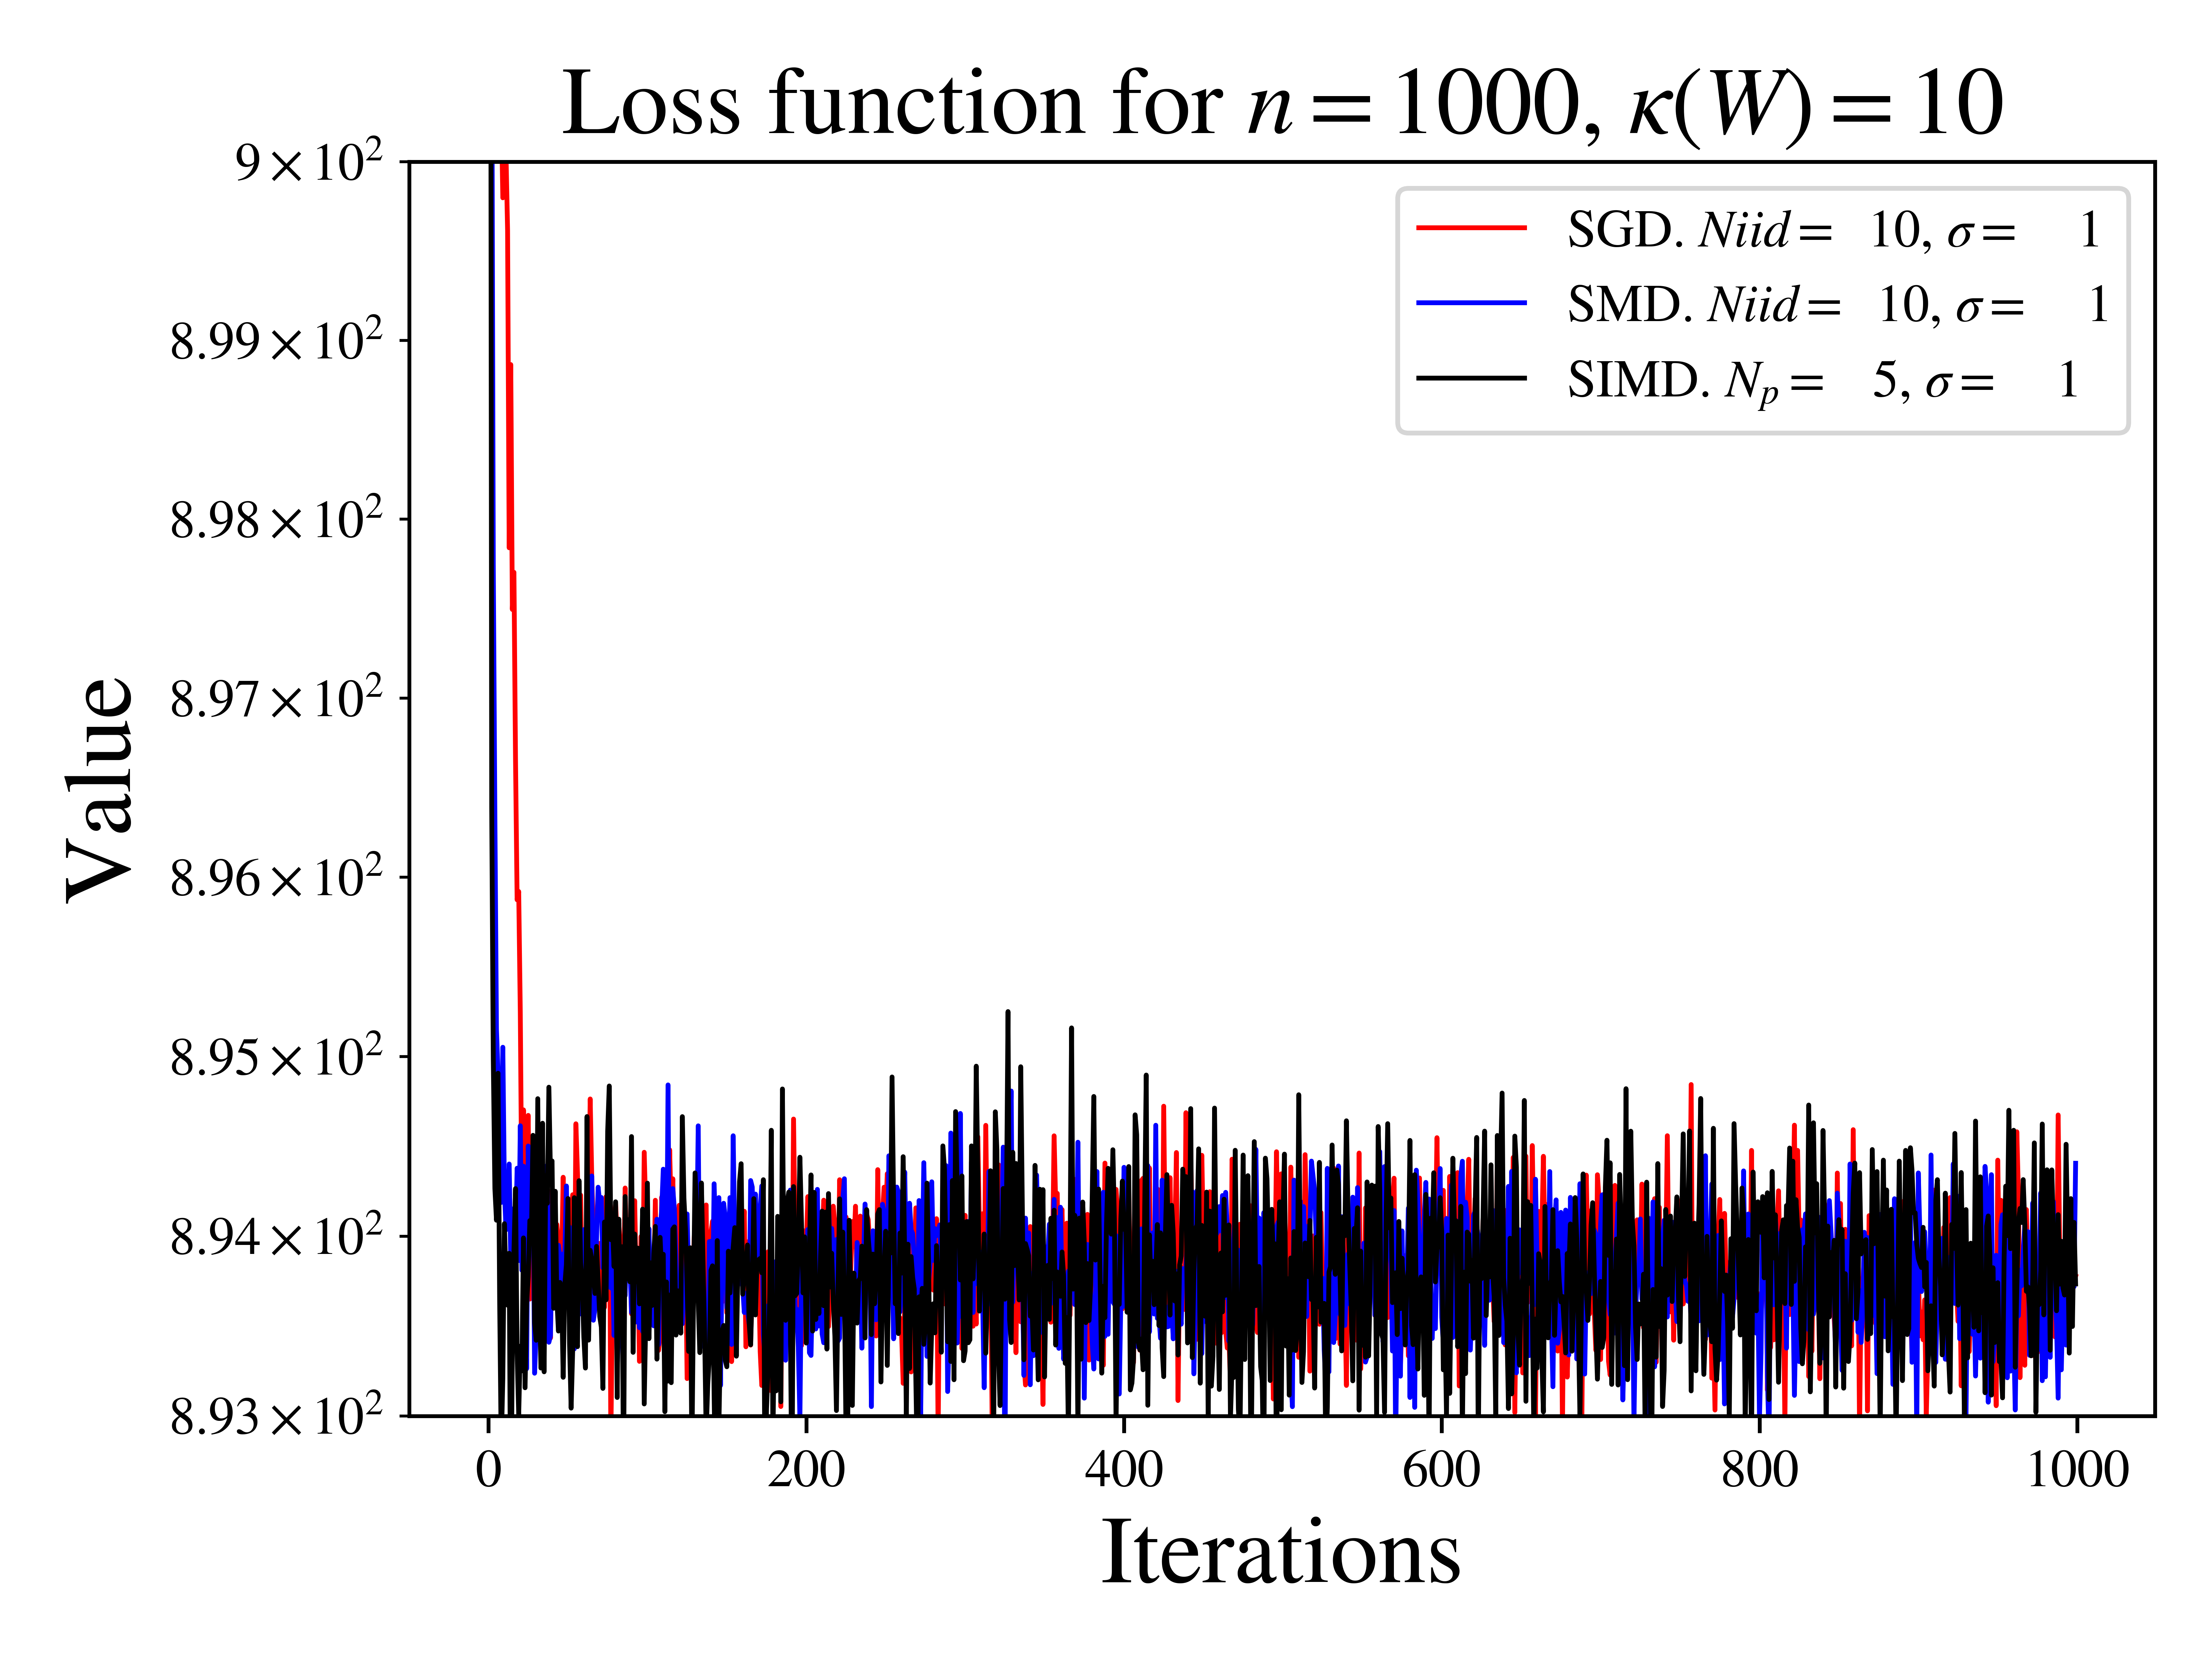 Loss function for n = 1000, κ(W) = 10
9×10²
8.99×10²
8.98×10²
8.97×10²
8.96×10²
8.95×10²
8.94×10²
8.93×10²
Value
SGD. Niid = 10, σ = 1
SMD. Niid = 10, σ = 1
SIMD. Nₚ = 5, σ = 1
0 200 400 600 800 1000
Iterations